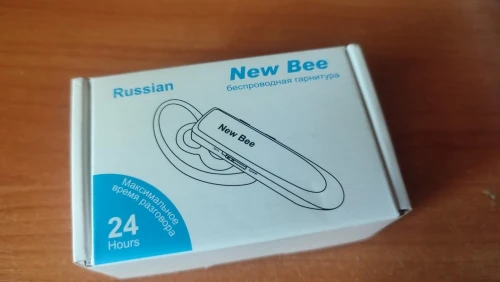 Russian
New Bee
беспроводная гарнитура
New Bee
Максимальное
время разговора
24
Hours